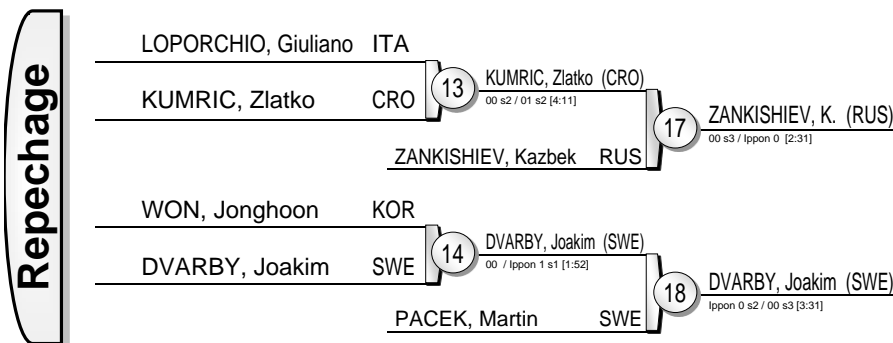 Repechage
LOPORCHIO, Giuliano ITA
KUMRIC, Zlatko CRO
13
KUMRIC, Zlatko (CRO)
00 s2 / 01 s2 [4:11]
ZANKISHIEV, Kazbek RUS
17
ZANKISHIEV, K. (RUS)
00 s3 / Ippon 0 [2:31]
WON, Jonghoon KOR
DVARBY, Joakim SWE
14
DVARBY, Joakim (SWE)
00 / Ippon 1 s1 [1:52]
PACEK, Martin SWE
18
DVARBY, Joakim (SWE)
Ippon 0 s2 / 00 s3 [3:31]